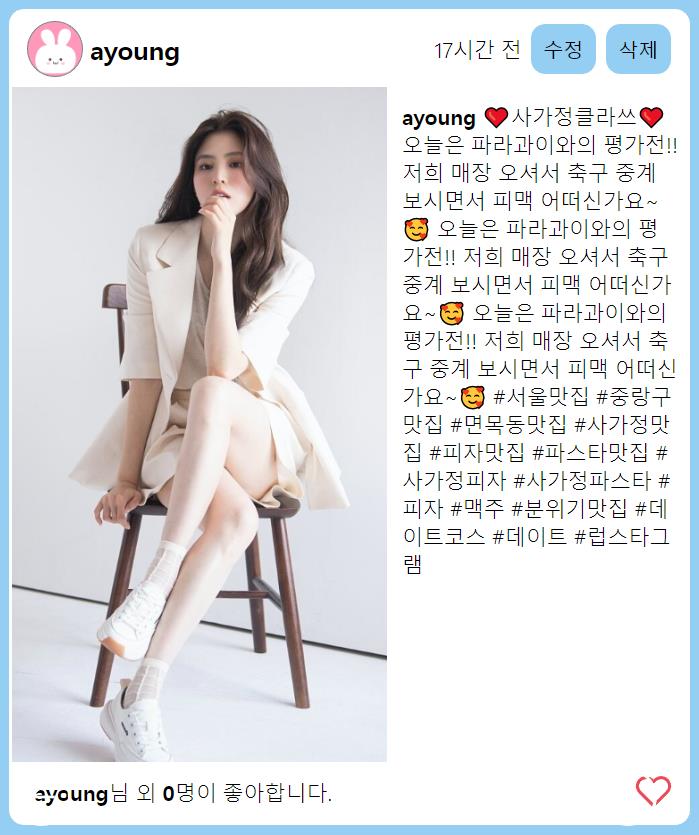 ayoung
17시간 전
수정
삭제
ayoung ❤️사가정클라쓰❤️
오늘은 파라과이와의 평가전!!
저희 매장 오셔서 축구 중계
보시면서 피맥 어떠신가요~
🥰 오늘은 파라과이와의 평
가전!! 저희 매장 오셔서 축구
중계 보시면서 피맥 어떠신가
요~🥰 오늘은 파라과이와의
평가전!! 저희 매장 오셔서 축
구 중계 보시면서 피맥 어떠신
가요~🥰 #서울맛집 #중랑구
맛집 #면목동맛집 #사가정맛
집 #피자맛집 #파스타맛집 #
사가정피자 #사가정파스타 #
피자 #맥주 #분위기맛집 #데
이트코스 #데이트 #럽스타그
램
ayoung님 외 0명이 좋아합니다.